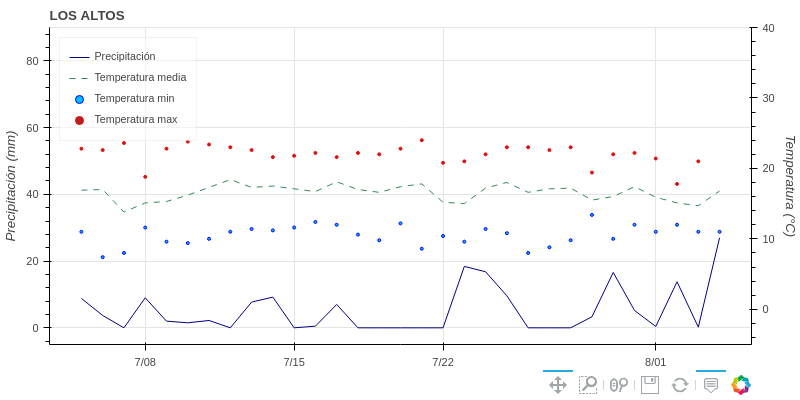 LOS ALTOS
Precipitación
Temperatura media
Temperatura min
Temperatura max
Precipitación (mm)
80
60
40
20
0
40
30
20
10
0
Temperatura (°C)
7/08
7/15
7/22
8/01